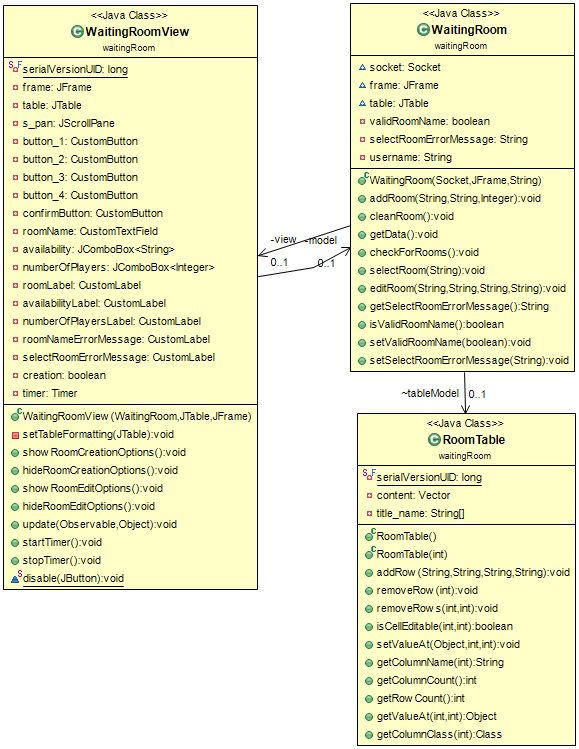 <<Java Class>>
WaitingRoomView
waitingRoom
serialVersionUID: long
frame: JFrame
table: JTable
s_pan: JScrollPane
button_1: CustomButton
button_2: CustomButton
button_3: CustomButton
button_4: CustomButton
confirmButton: CustomButton
roomName: CustomTextField
availability: JComboBox<String>
numberOfPlayers: JComboBox<Integer>
roomLabel: CustomLabel
availabilityLabel: CustomLabel
numberOfPlayersLabel: CustomLabel
roomNameErrorMessage: CustomLabel
selectRoomErrorMessage: CustomLabel
creation: boolean
timer: Timer
WaitingRoomView(WaitingRoom,JTable,JFrame)
setTableFormatting(JTable):void
showRoomCreationOptions():void
hideRoomCreationOptions():void
showRoomEditOptions():void
hideRoomEditOptions():void
update(Observable,Object):void
startTimer():void
stopTimer():void
disable(JButton):void
~view
0..1
~model
0..1
<<Java Class>>
WaitingRoom
waitingRoom
socket: Socket
frame: JFrame
table: JTable
validRoomName: boolean
selectRoomErrorMessage: String
username: String
WaitingRoom(Socket,JFrame,String)
addRoom(String,String,Integer):void
cleanRoom():void
getData():void
checkForRooms():void
selectRoom(String):void
editRoom(String,String,String,String):void
getSelectRoomErrorMessage():String
isValidRoomName():boolean
setValidRoomName(boolean):void
setSelectRoomErrorMessage(String):void
~tableModel
0..1
<<Java Class>>
RoomTable
waitingRoom
serialVersionUID: long
content: Vector
title_name: String[]
RoomTable()
RoomTable(int)
addRow(String,String,String,String):void
removeRow(int):void
removeRows(int,int):void
isCellEditable(int,int):boolean
setValueAt(Object,int,int):void
getColumnName(int):String
getColumnCount():int
getRowCount():int
getValueAt(int,int):Object
getColumnClass(int):Class